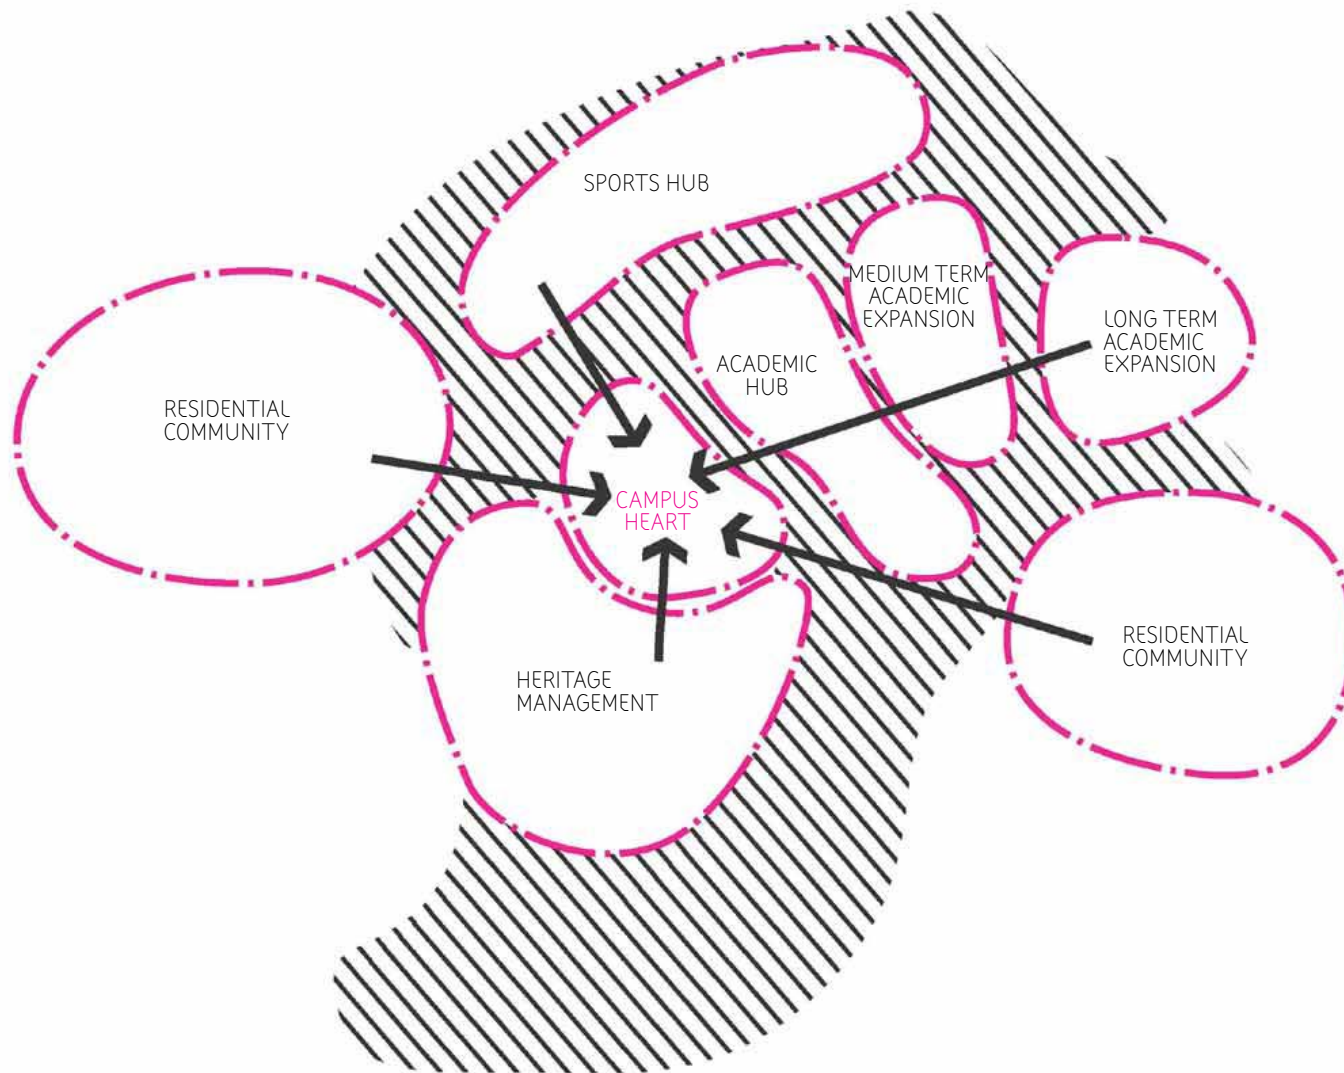 SPORTS HUB
MEDIUM TERM
ACADEMIC
EXPANSION
LONG TERM
ACADEMIC
EXPANSION
ACADEMIC
HUB
RESIDENTIAL
COMMUNITY
CAMPUS
HEART
RESIDENTIAL
COMMUNITY
HERITAGE
MANAGEMENT